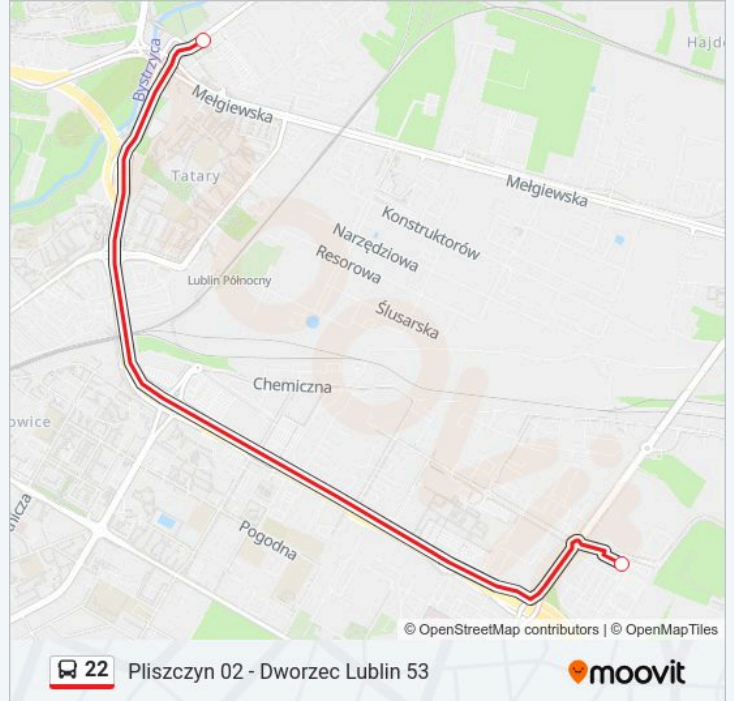 Hajd
Bystrzyca
Mełgiewska
Tatary
Mełgiewska
Konstruktorów
Narzędziowa
Resorowa
Lublin Północny
Ślusarska
Chemiczna
owice
nicza
Pogodna
© OpenStreetMap contributors | © OpenMapTiles
22 Pliszczyn 02 - Dworzec Lublin 53 moovit